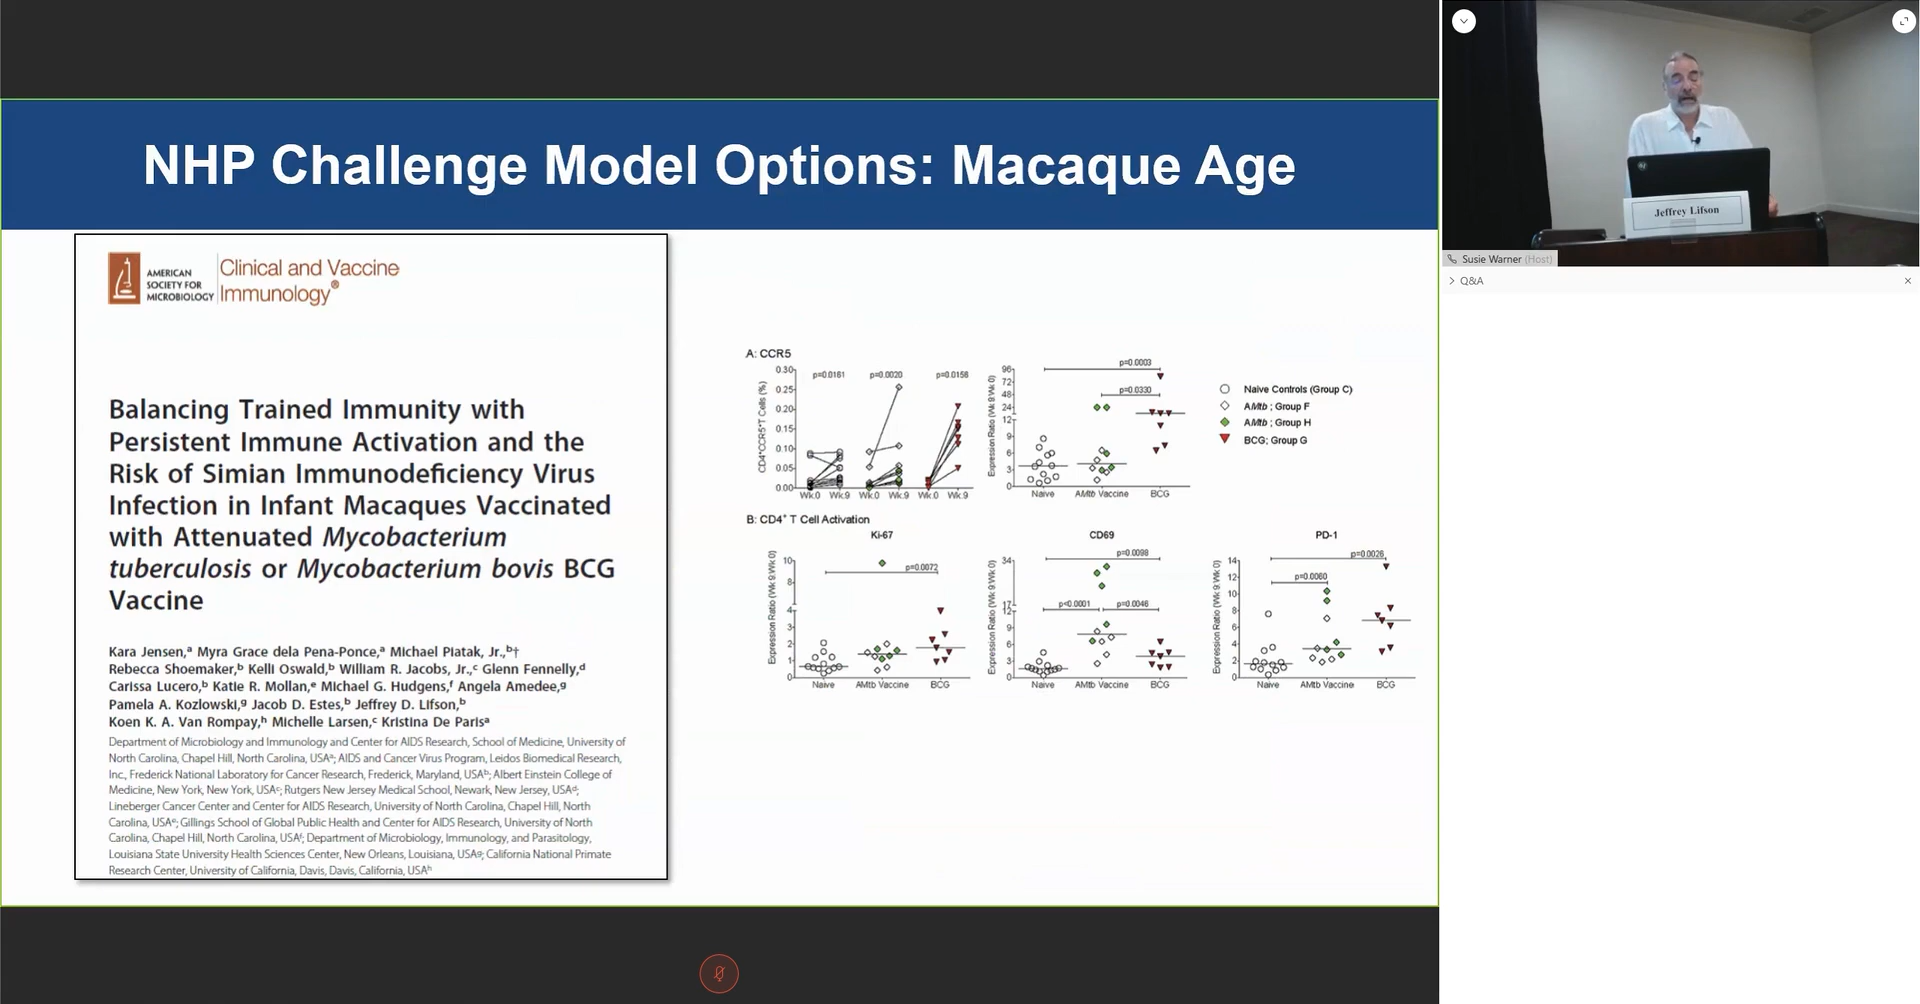 NHP Challenge Model Options: Macaque Age
AMERICAN
SOCIETY FOR
MICROBIOLOGY
Clinical and Vaccine
Immunology®
Balancing Trained Immunity with
Persistent Immune Activation and the
Risk of Simian Immunodeficiency Virus
Infection in Infant Macaques Vaccinated
with Attenuated Mycobacterium
tuberculosis or Mycobacterium bovis BCG
Vaccine
Kara Jensen,ᵃ Myra Grace dela Pena-Ponce,ᵃ Michael Piatak, Jr.,ᵇ†
Rebecca Shoemaker,ᵇ Kelli Oswald,ᵇ William R. Jacobs, Jr.,ᶜ Glenn Fennelly,ᵈ
Carissa Lucero,ᵇ Katie R. Mollan,ᵉ Michael G. Hudgens,ᶠ Angela Amedee,ᵍ
Pamela A. Kozlowski,ᵍ Jacob D. Estes,ᵇ Jeffrey D. Lifson,ᵇ
Koen K. A. Van Rompay,ʰ Michelle Larsen,ᶜ Kristina De Parisᵃ
Department of Microbiology and Immunology and Center for AIDS Research, School of Medicine, University of
North Carolina, Chapel Hill, North Carolina, USAᵃ; AIDS and Cancer Virus Program, Leidos Biomedical Research,
Inc., Frederick National Laboratory for Cancer Research, Frederick, Maryland, USAᵇ; Albert Einstein College of
Medicine, New York, New York, USAᶜ; Rutgers New Jersey Medical School, Newark, New Jersey, USAᵈ;
Lineberger Cancer Center and Center for AIDS Research, University of North Carolina, Chapel Hill, North
Carolina, USAᵉ; Gillings School of Global Public Health and Center for AIDS Research, University of North
Carolina, Chapel Hill, North Carolina, USAᶠ; Department of Microbiology, Immunology, and Parasitology,
Louisiana State University Health Sciences Center, New Orleans, Louisiana, USAᵍ; California National Primate
Research Center, University of California, Davis, Davis, California, USAʰ
A: CCR5
CD4⁺CCR5⁺T Cells (%)
0.30
0.25
0.20
0.15
0.10
0.05
0.00
p=0.0161
p=0.0020
p=0.0156
Wk.0 Wk.9 Wk.0 Wk.9 Wk.0 Wk.9
Expression Ratio (Wk 9:Wk 0)
96
72
48
24
12
9
6
3
0
p=0.0003
p=0.0330
Naive AMtb Vaccine BCG
Naive Controls (Group C)
AMtb ; Group F
AMtb ; Group H
BCG; Group G
B: CD4⁺ T Cell Activation
Ki-67
Expression Ratio (Wk 9:Wk 0)
10
8
4
3
2
1
0
p=0.0072
Naive AMtb Vaccine BCG
CD69
Expression Ratio (Wk 9:Wk 0)
34
17
12
9
6
3
0
p=0.0098
p<0.0001
p=0.0046
Naive AMtb Vaccine BCG
PD-1
Expression Ratio (Wk 9:Wk 0)
14
12
10
8
6
4
2
0
p=0.0026
p=0.0060
Naive AMtb Vaccine BCG
Jeffrey Lifson
Susie Warner (Host)
Q&A